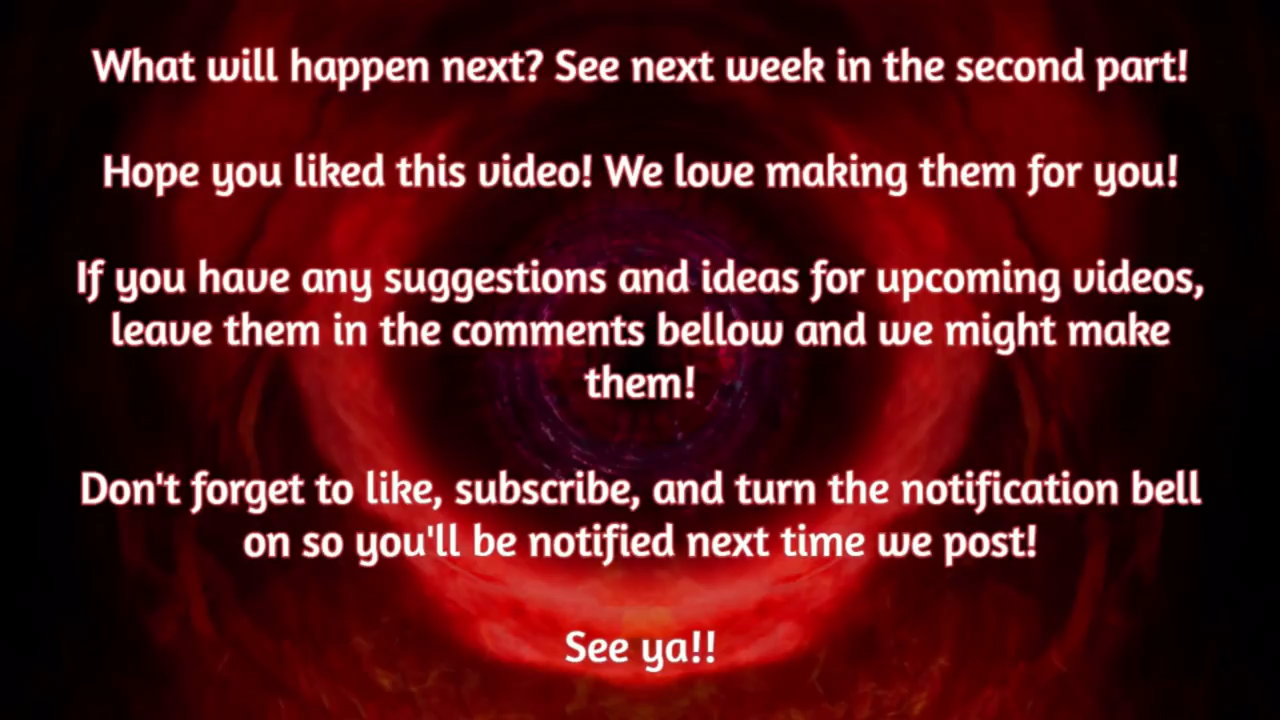 What will happen next? See next week in the second part!
Hope you liked this video! We love making them for you!
If you have any suggestions and ideas for upcoming videos,
leave them in the comments bellow and we might make
them!
Don't forget to like, subscribe, and turn the notification bell
on so you'll be notified next time we post!
See ya!!